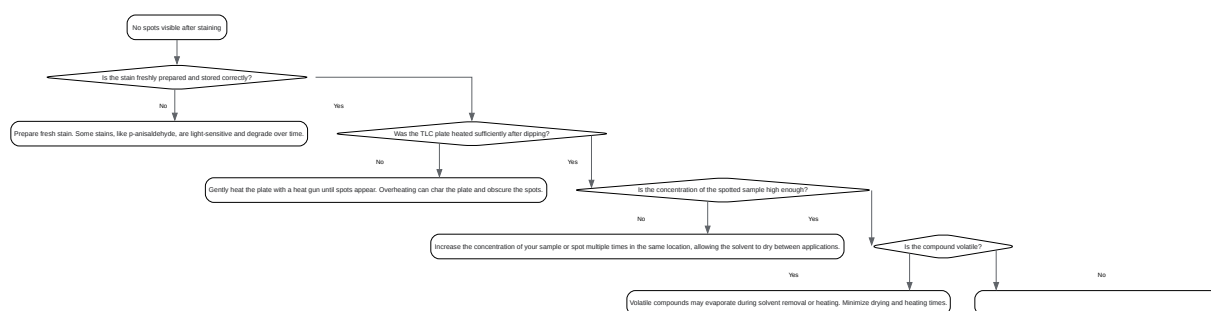 No spots visible after staining
Is the stain freshly prepared and stored correctly?
No
Yes
Prepare fresh stain. Some stains, like p-anisaldehyde, are light-sensitive and degrade over time.
Was the TLC plate heated sufficiently after dipping?
No
Yes
Gently heat the plate with a heat gun until spots appear. Overheating can char the plate and obscure the spots.
Is the concentration of the spotted sample high enough?
No
Yes
Increase the concentration of your sample or spot multiple times in the same location, allowing the solvent to dry between applications.
Is the compound volatile?
Yes
No
Volatile compounds may evaporate during solvent removal or heating. Minimize drying and heating times.